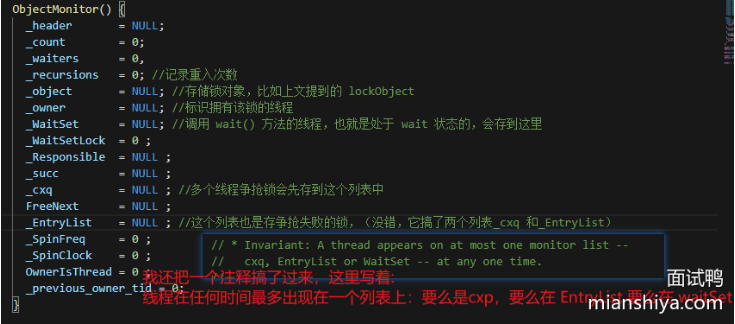 ObjectMonitor() {
_header = NULL;
_count = 0;
_waiters = 0,
_recursions = 0; //记录重入次数
_object = NULL; //存储锁对象，比如上文提到的 lockObject
_owner = NULL; //标识拥有该锁的线程
_WaitSet = NULL; //调用 wait() 方法的线程，也就是处于 wait 状态的，会存到这里
_WaitSetLock = 0 ;
_Responsible = NULL ;
_succ = NULL ;
_cxq = NULL ; //多个线程争抢锁会先存到这个列表中
FreeNext = NULL ;
_EntryList = NULL ; //这个列表也是存争抢失败的锁，（没错，它搞了两个列表_cxq 和_EntryList）
_SpinFreq = 0 ;
_SpinClock = 0 ;
OwnerIsThread = 0 ;
_previous_owner_tid = 0;
}
// * Invariant: A thread appears on at most one monitor list --
// cxq, EntryList or WaitSet -- at any one time.
我还把一个注释搞了过来，这里写着:
线程在任何时间最多出现在一个列表上：要么是cxp，要么在 EntryList 要么在 waitSet
面试鸭
mianshiya.com